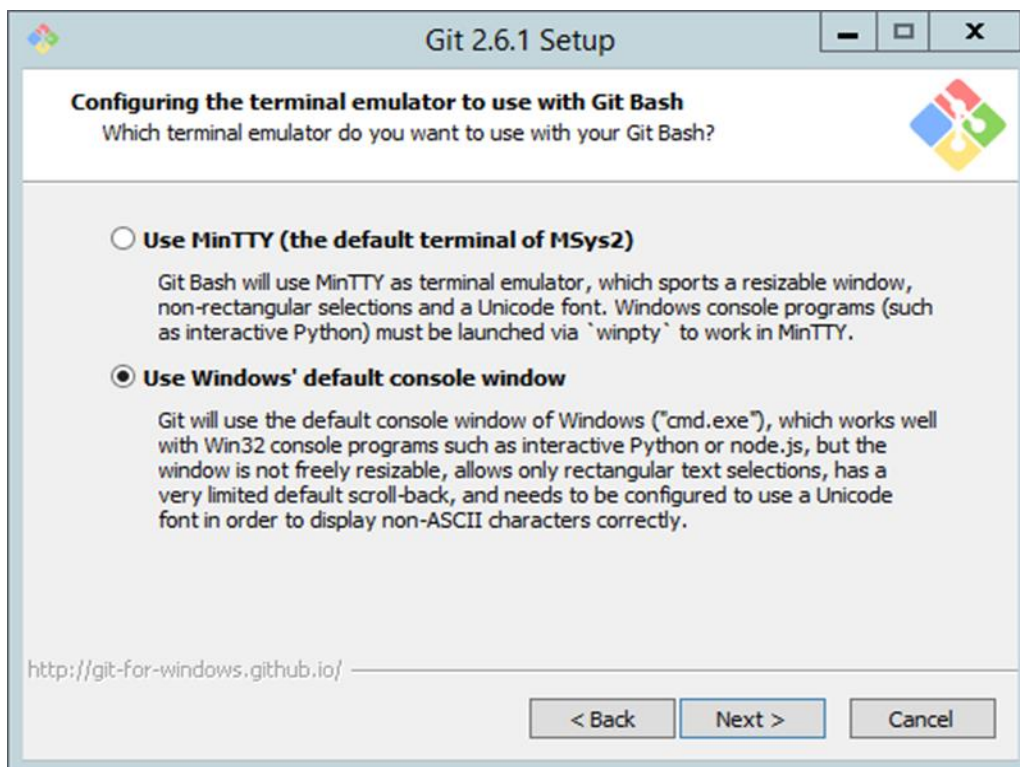 Git 2.6.1 Setup
Configuring the terminal emulator to use with Git Bash
Which terminal emulator do you want to use with your Git Bash?
Use MinTTY (the default terminal of MSys2)
Git Bash will use MinTTY as terminal emulator, which sports a resizable window,
non-rectangular selections and a Unicode font. Windows console programs (such
as interactive Python) must be launched via `winpty` to work in MinTTY.
Use Windows' default console window
Git will use the default console window of Windows ("cmd.exe"), which works well
with Win32 console programs such as interactive Python or node.js, but the
window is not freely resizable, allows only rectangular text selections, has a
very limited default scroll-back, and needs to be configured to use a Unicode
font in order to display non-ASCII characters correctly.
http://git-for-windows.github.io/
< Back Next > Cancel